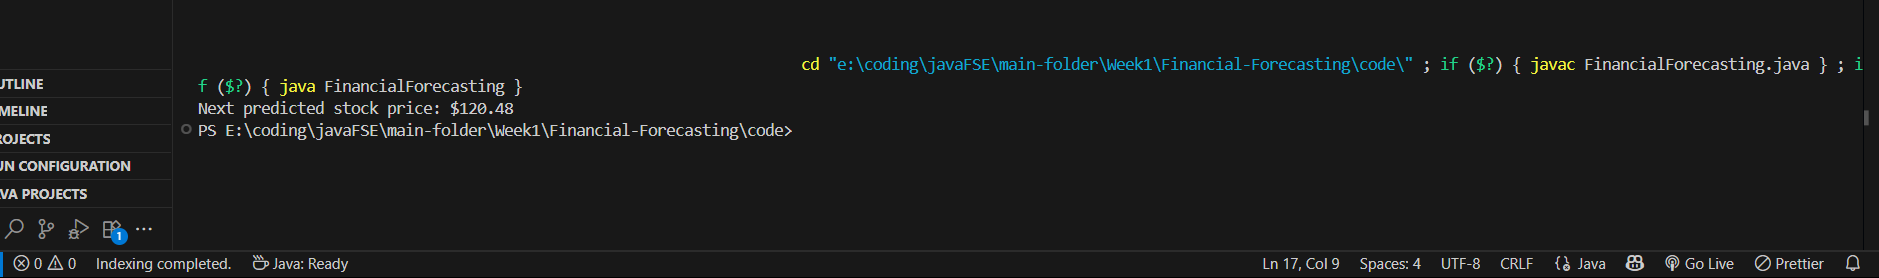 cd "e:\coding\javaFSE\main-folder\Week1\Financial-Forecasting\code\" ; if ($?) { javac FinancialForecasting.java } ; i
f ($?) { java FinancialForecasting }
Next predicted stock price: $120.48
PS E:\coding\javaFSE\main-folder\Week1\Financial-Forecasting\code>
UTLINE
MELINE
ROJECTS
UN CONFIGURATION
VA PROJECTS
1
0 0 Indexing completed. Java: Ready Ln 17, Col 9 Spaces: 4 UTF-8 CRLF {} Java Go Live Prettier